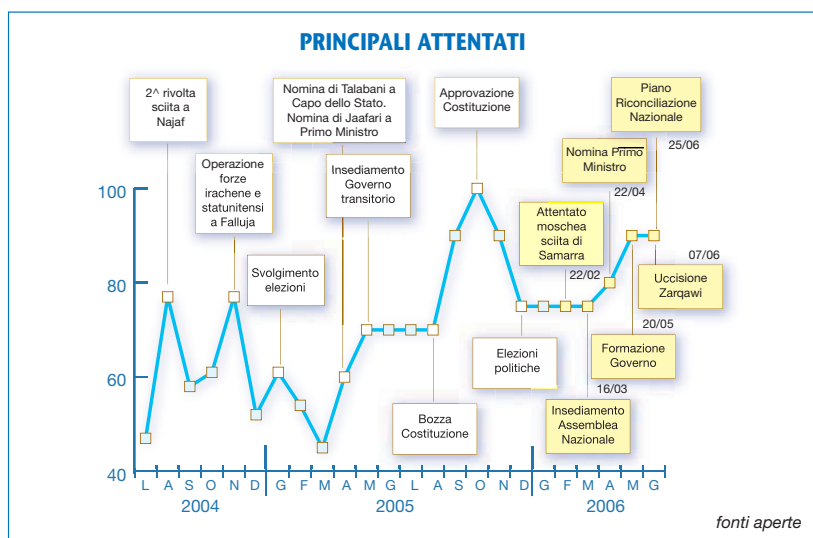 PRINCIPALI ATTENTATI
2^ rivolta
sciita a
Najaf
Operazione
forze
irachene e
statunitensi
a Falluja
Svolgimento
elezioni
Nomina di Talabani a
Capo dello Stato.
Nomina di Jaafari a
Primo Ministro
Insediamento
Governo
transitorio
Approvazione
Costituzione
Bozza
Costituzione
Elezioni
politiche
Attentato
moschea
sciita di
Samarra
22/02
Nomina Primo
Ministro
22/04
Piano
Riconciliazione
Nazionale
25/06
07/06
Uccisione
Zarqawi
20/05
Formazione
Governo
16/03
Insediamento
Assemblea
Nazionale
100
80
60
40
L A S O N D G F M A M G L A S O N D G F M A M G
2004 2005 2006
fonti aperte